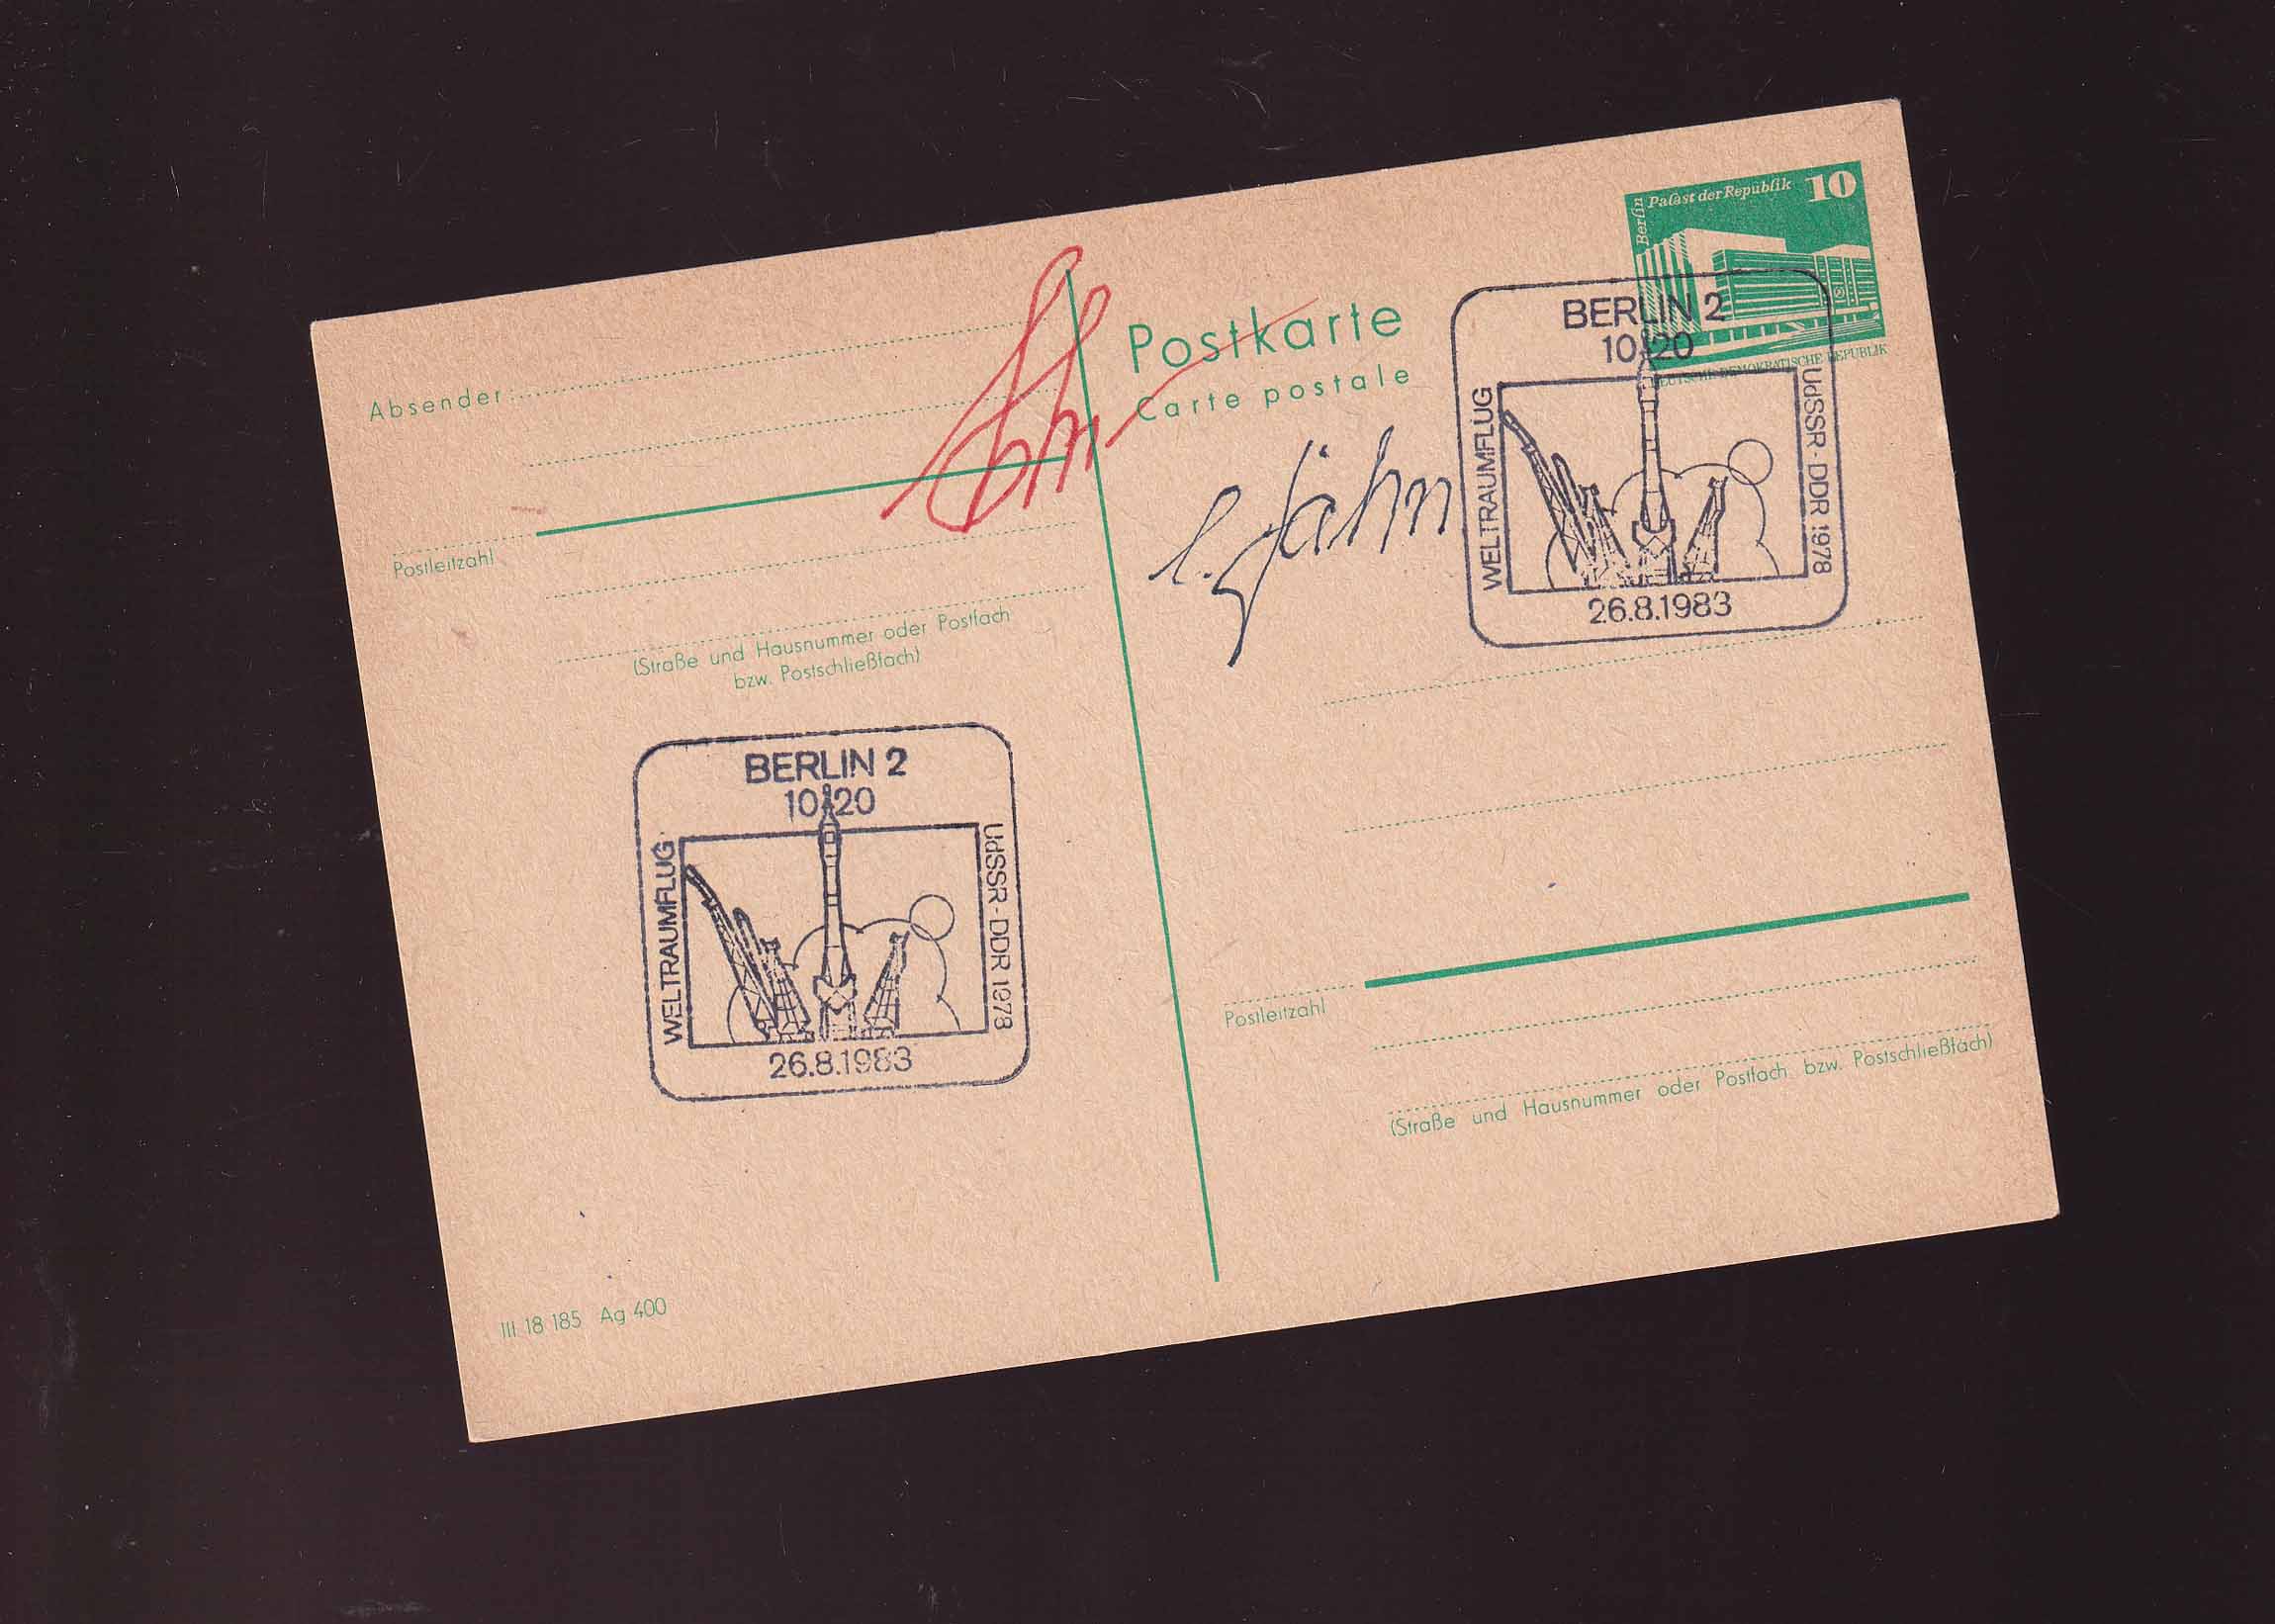 Berlin
Palast der Republik 10
DEUTSCHE DEMOKRATISCHE REPUBLIK
Postkarte
Carte postale
Absender:
BERLIN 2
1020
WELTRAUMFLUG
UdSSR-DDR 1978
26.8.1983
Jähn
Postleitzahl
(Straße und Hausnummer oder Postfach
bzw. Postschließfach)
BERLIN 2
1020
WELTRAUMFLUG
UdSSR-DDR 1978
26.8.1983
Postleitzahl
(Straße und Hausnummer oder Postfach bzw. Postschließfach)
III 18 185 Ag 400